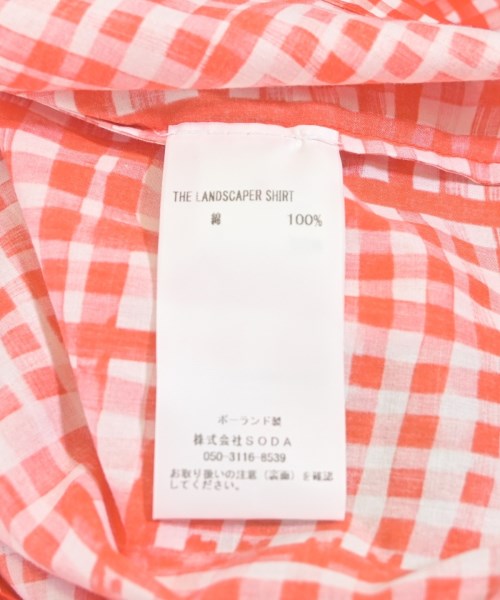 THE LANDSCAPER SHIRT
綿 100%
ポーランド製
株式会社SODA
050-3116-8539
お取り扱いの注意（裏面）を確認
してください。